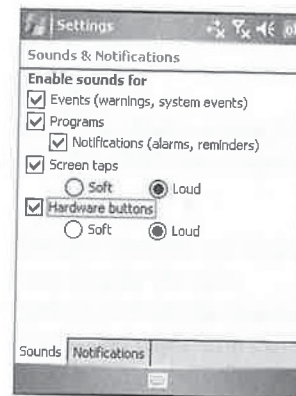 Settings ok
Sounds & Notifications
Enable sounds for
Events (warnings, system events)
Programs
Notifications (alarms, reminders)
Screen taps
Soft Loud
Hardware buttons
Soft Loud
Sounds Notifications